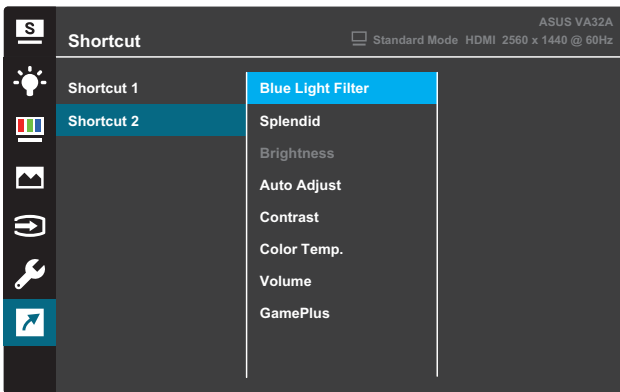 S
ASUS VA32A
Shortcut
Standard Mode HDMI 2560 x 1440 @ 60Hz
Shortcut 1
Shortcut 2
Blue Light Filter
Splendid
Brightness
Auto Adjust
Contrast
Color Temp.
Volume
GamePlus